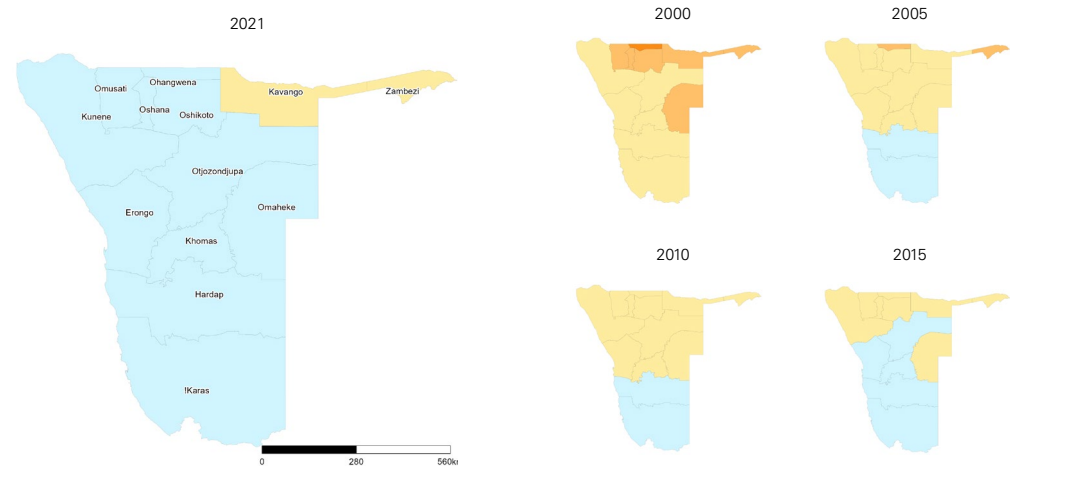 2021
2000
2005
Omusati
Ohangwena
Kavango
Zambezi
Kunene
Oshana
Oshikoto
Otjozondjupa
Erongo
Omaheke
Khomas
2010
2015
Hardap
!Karas
0
280
560k